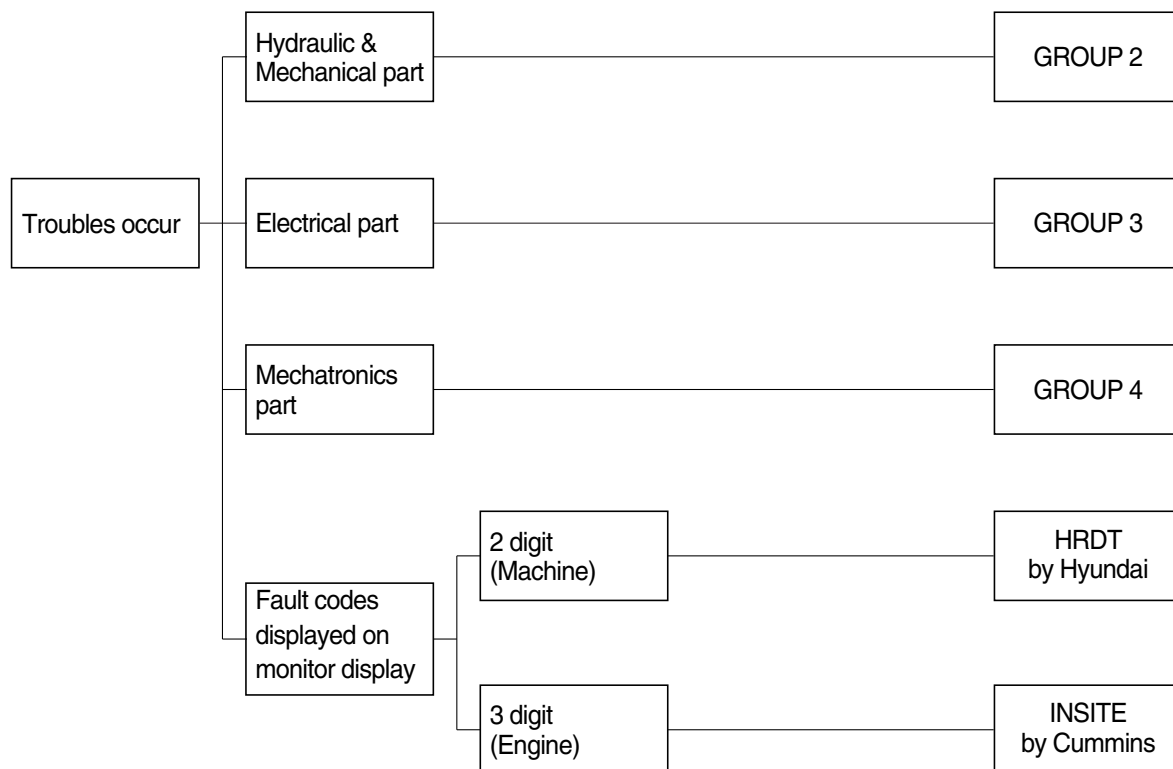 Hydraulic &
Mechanical part
GROUP 2
Troubles occur
Electrical part
GROUP 3
Mechatronics
part
GROUP 4
2 digit
(Machine)
HRDT
by Hyundai
Fault codes
displayed on
monitor display
3 digit
(Engine)
INSITE
by Cummins